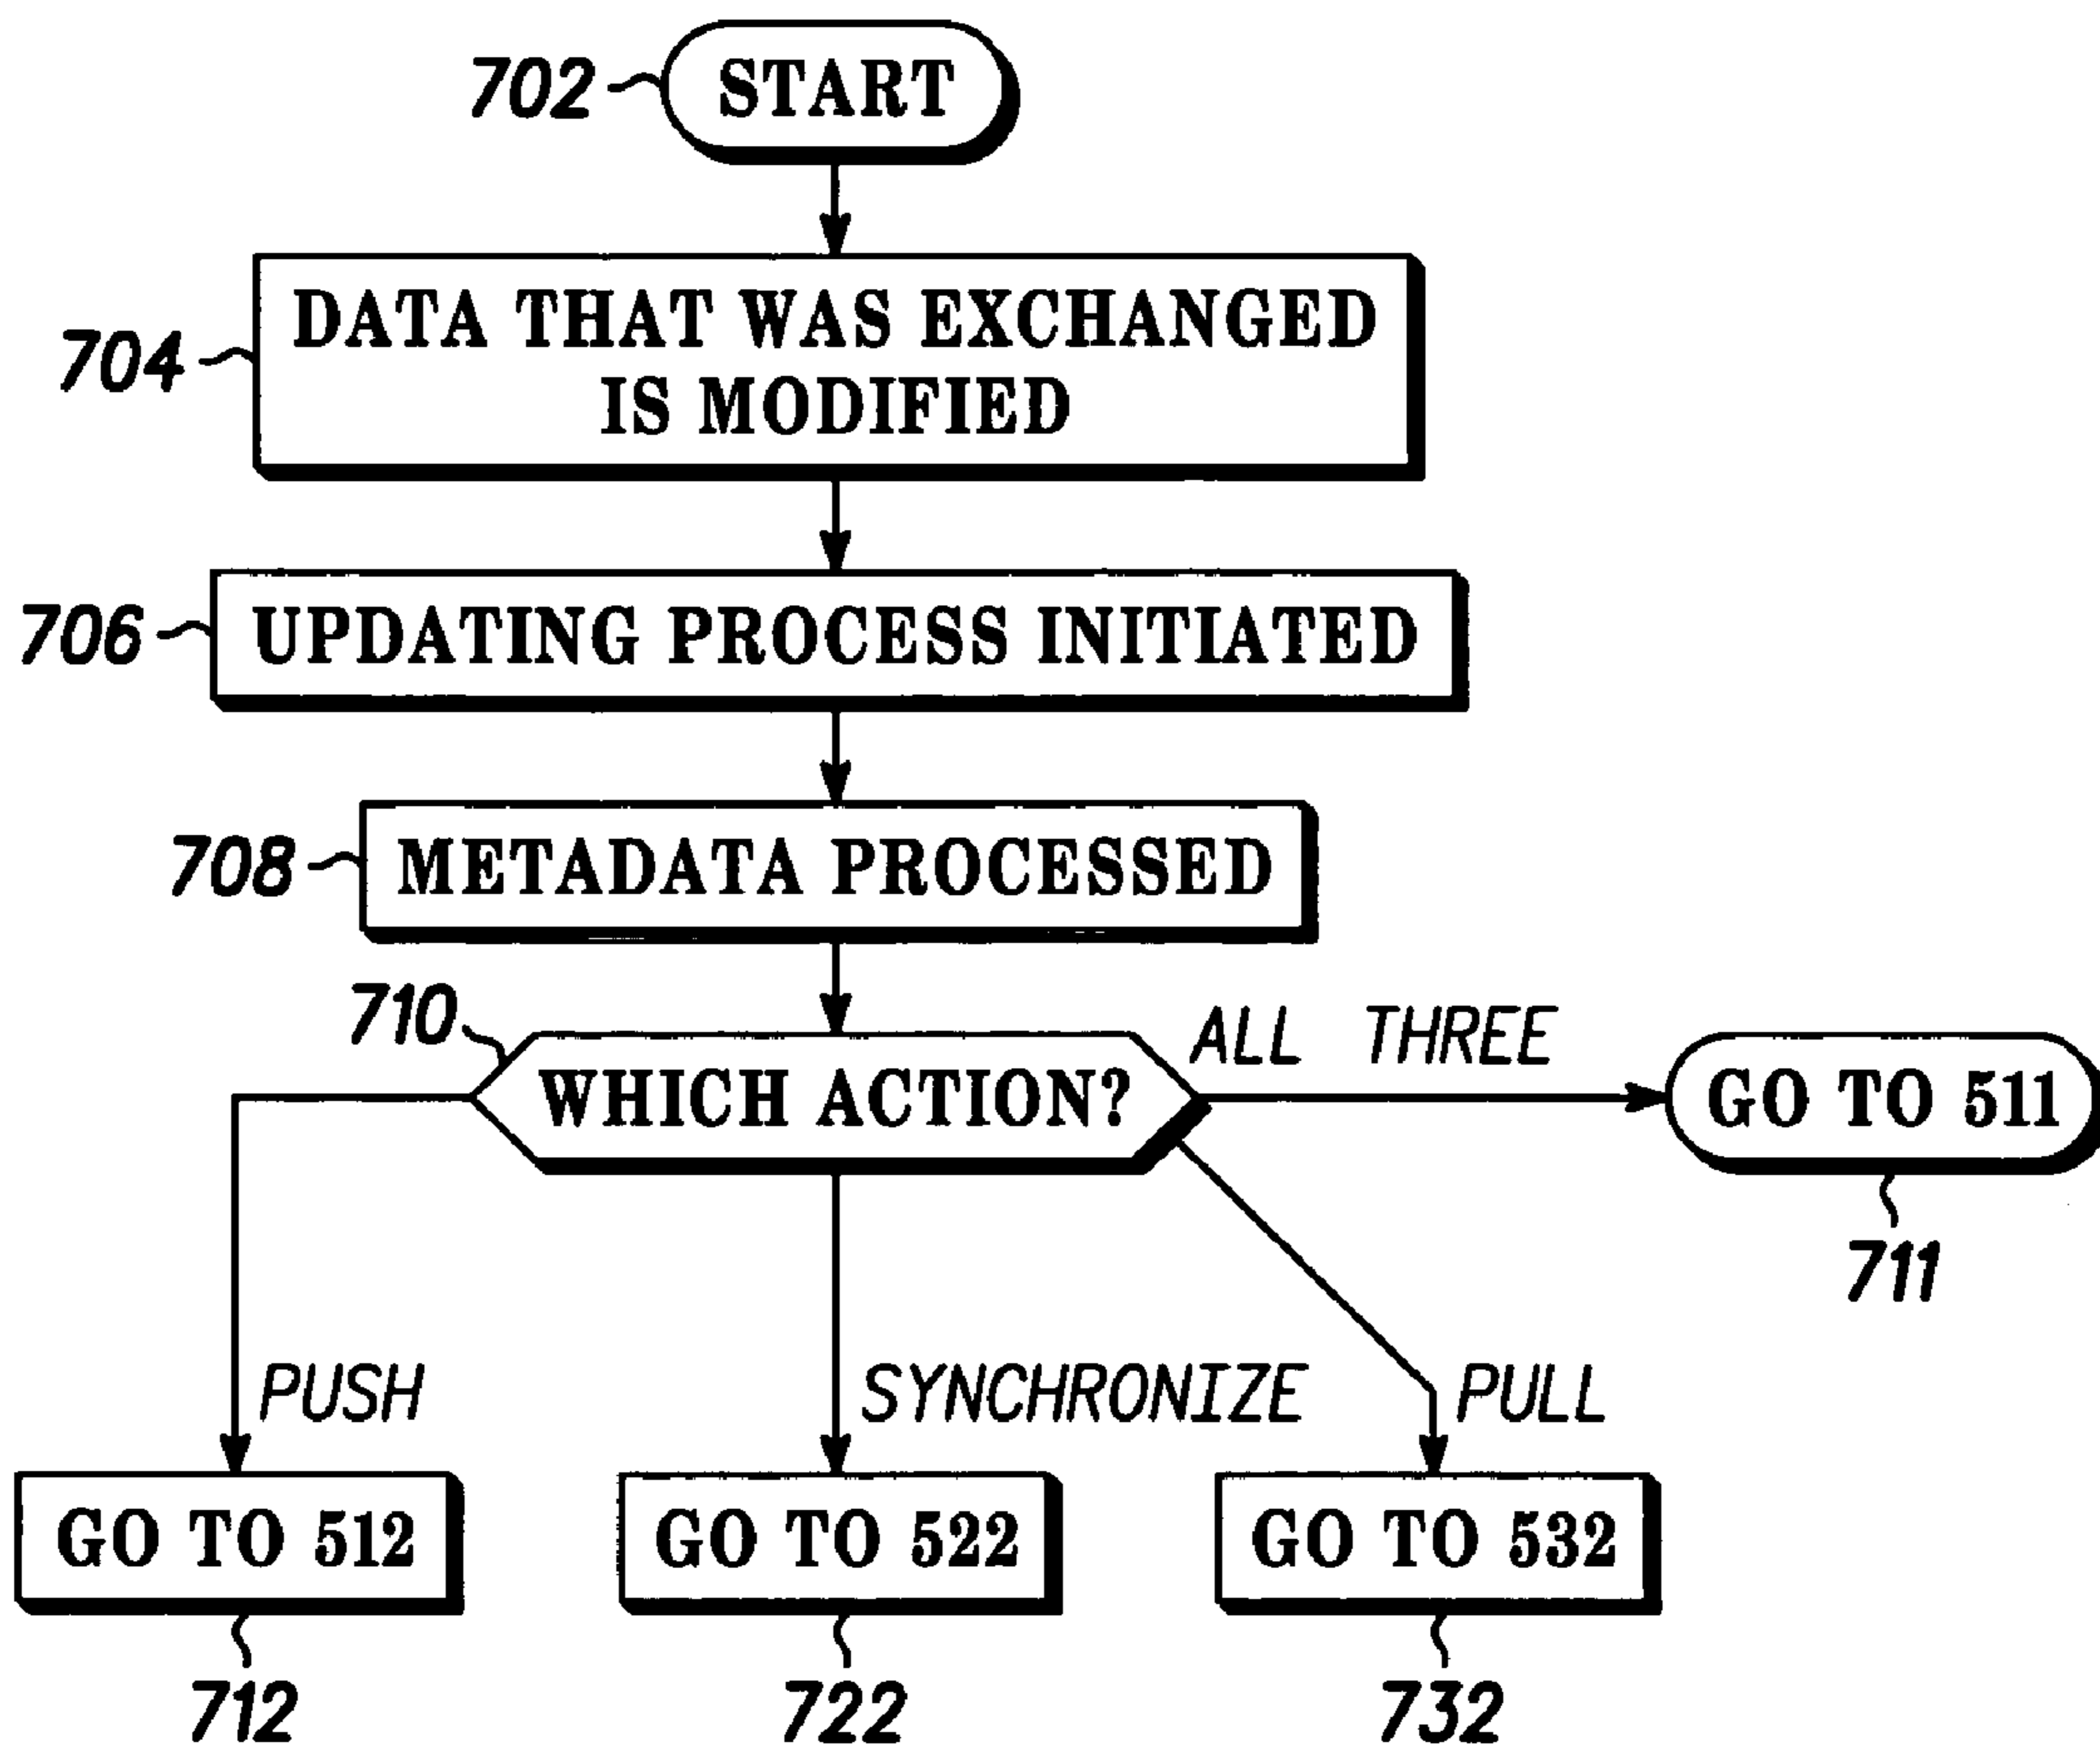 702
START
704
DATA THAT WAS EXCHANGED
IS MODIFIED
706
UPDATING PROCESS INITIATED
708
METADATA PROCESSED
710
WHICH ACTION?
ALL THREE
GO TO 511
711
PUSH
SYNCHRONIZE
PULL
GO TO 512
GO TO 522
GO TO 532
712
722
732